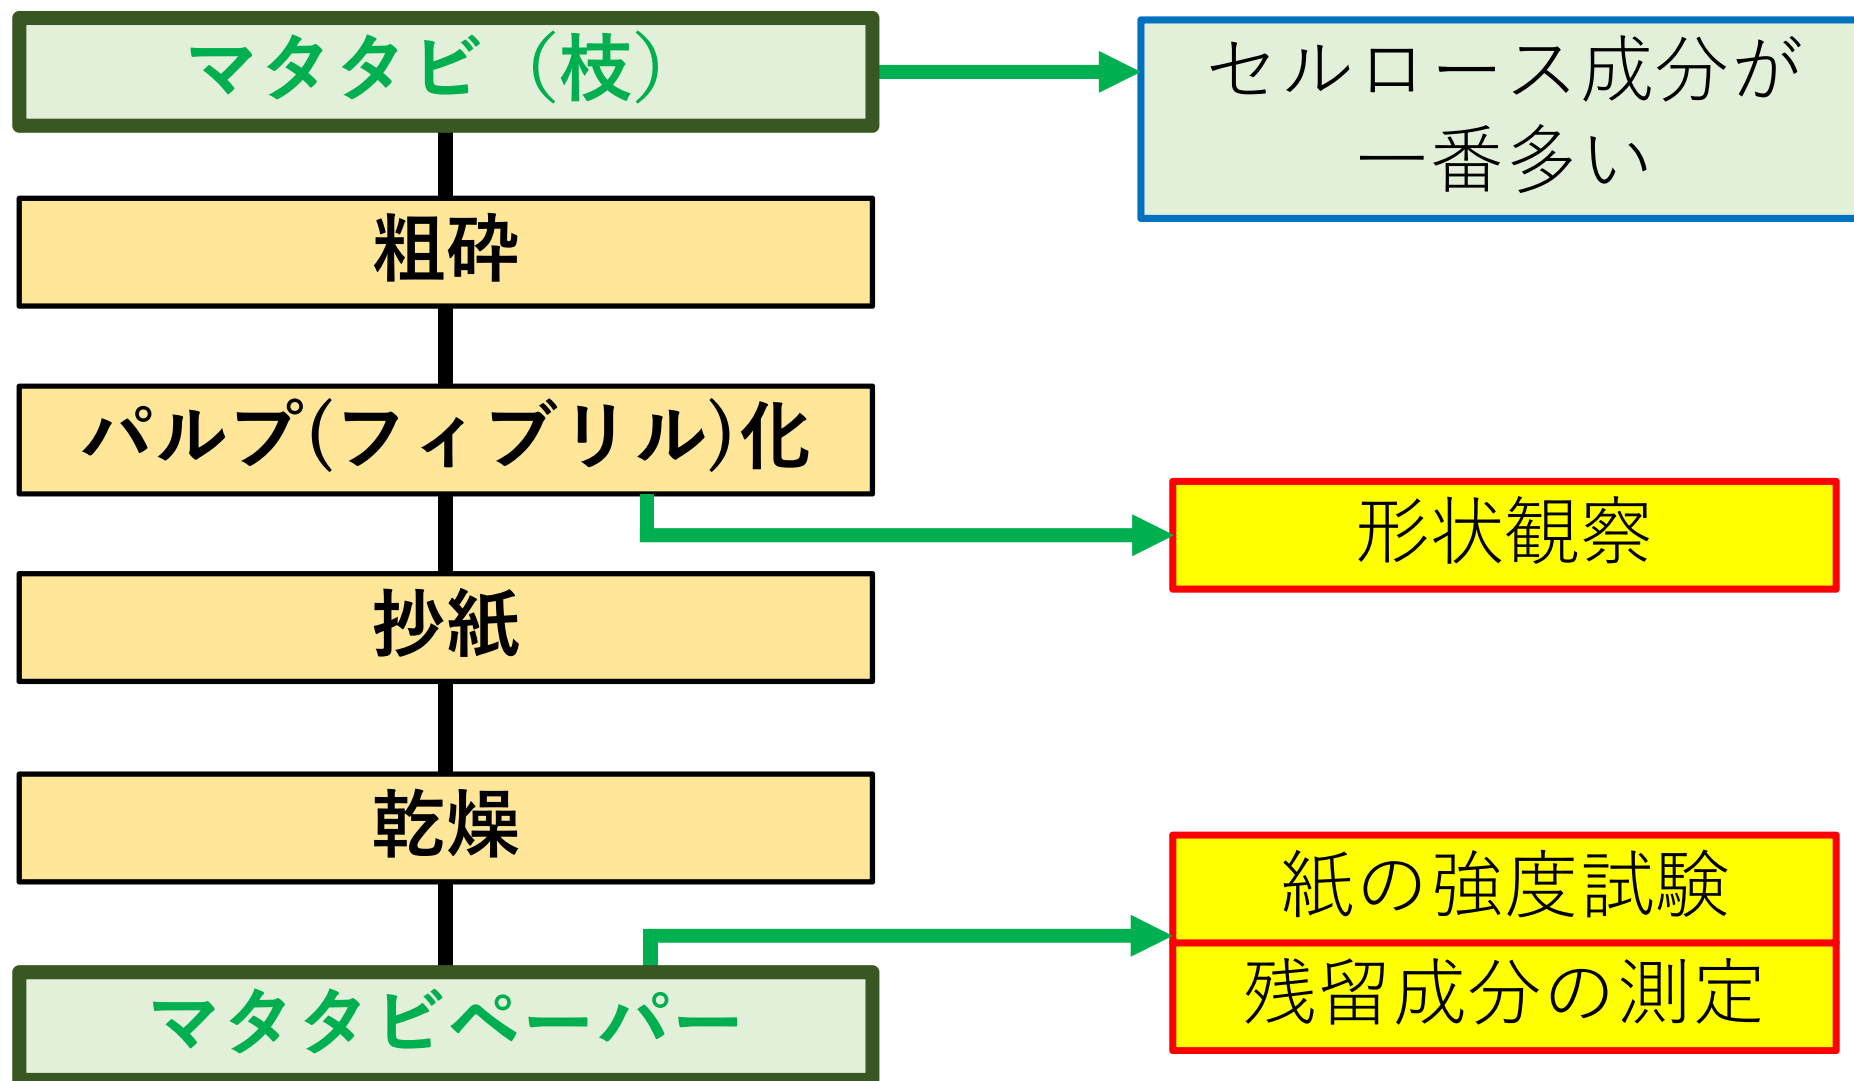 マタタビ（枝）
セルロース成分が
一番多い
粗砕
パルプ(フィブリル)化
形状観察
抄紙
乾燥
紙の強度試験
残留成分の測定
マタタビペーパー